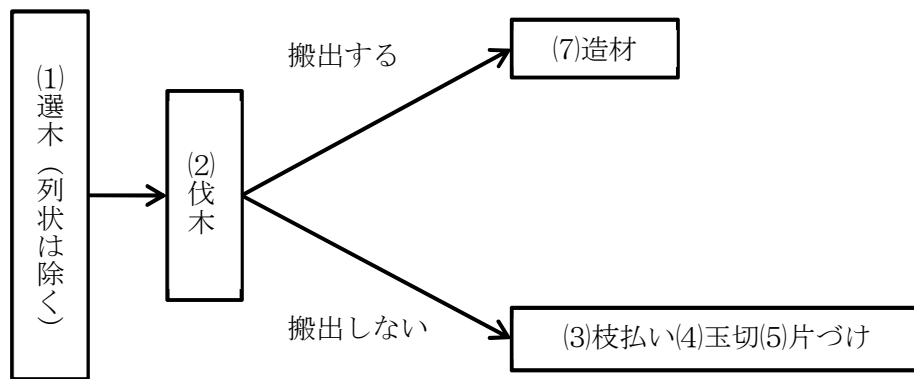 ⑴選木（列状は除く）
⑵伐木
搬出する
⑺造材
搬出しない
⑶枝払い⑷玉切⑸片づけ